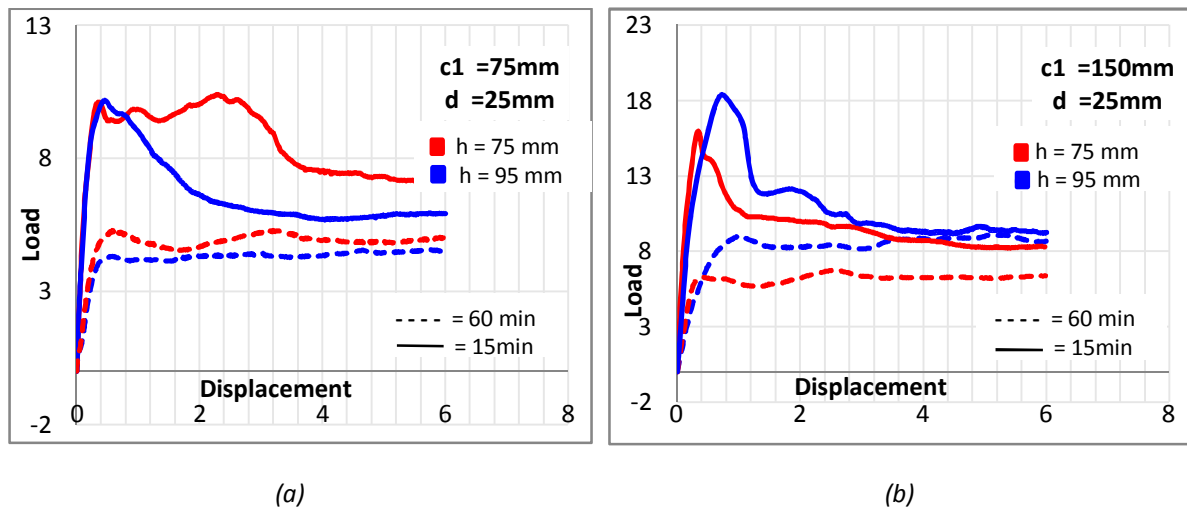 13
8
3
-2
Load
c1 =75mm
d =25mm
h = 75 mm
h = 95 mm
= 60 min
= 15min
Displacement
0 2 4 6 8
(a)
23
18
13
8
3
-2
Load
c1 =150mm
d =25mm
h = 75 mm
h = 95 mm
= 60 min
= 15min
Displacement
0 2 4 6 8
(b)